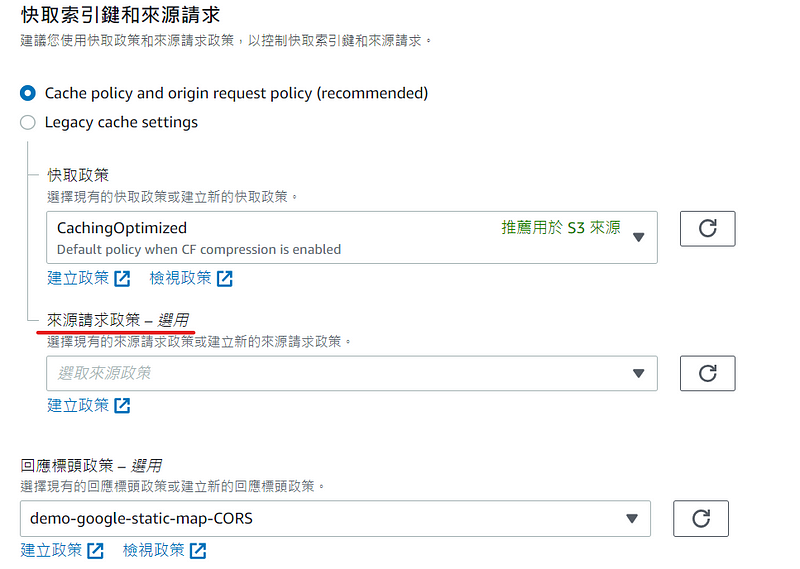 快取索引鍵和來源請求
建議您使用快取政策和來源請求政策，以控制快取索引鍵和來源請求。
Cache policy and origin request policy (recommended)
Legacy cache settings
快取政策
選擇現有的快取政策或建立新的快取政策。
CachingOptimized 推薦用於 S3 來源
Default policy when CF compression is enabled
建立政策 檢視政策
來源請求政策 – 選用
選擇現有的來源請求政策或建立新的來源請求政策。
選取來源政策
建立政策
回應標頭政策 – 選用
選擇現有的回應標頭政策或建立新的回應標頭政策。
demo-google-static-map-CORS
建立政策 檢視政策